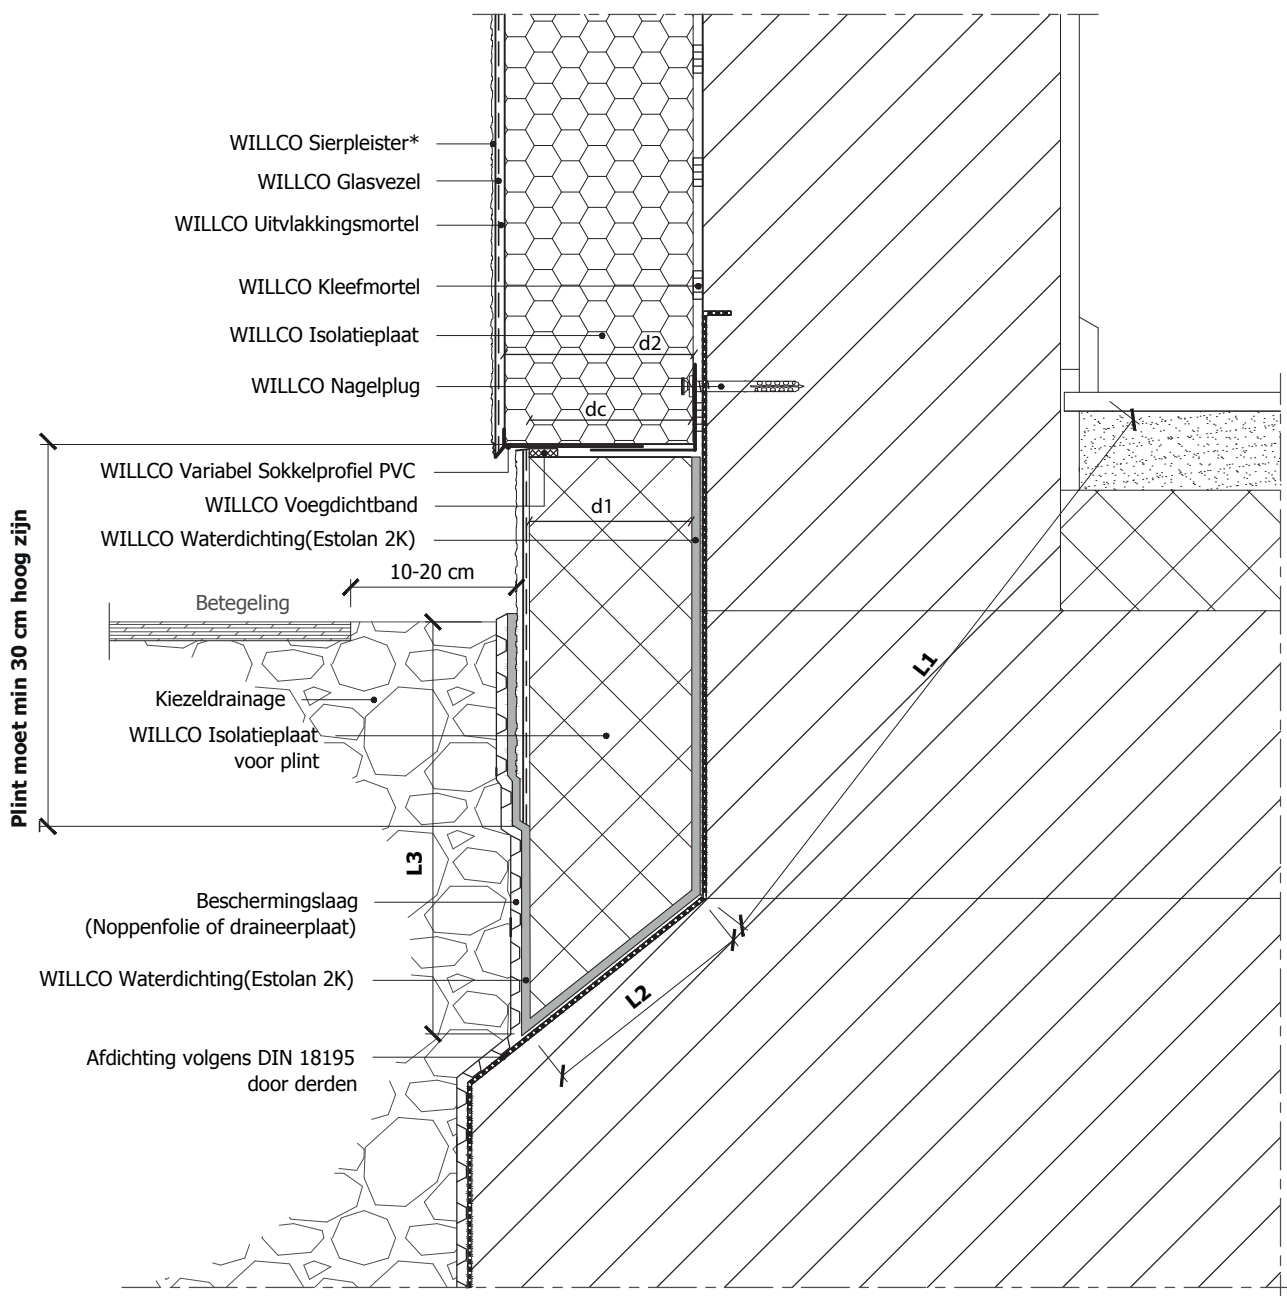 WILLCO Sierpleister*
WILLCO Glasvezel
WILLCO Uitvlakkingsmortel
WILLCO Kleefmortel
WILLCO Isolatieplaat
d2
WILLCO Nagelplug
dc
WILLCO Variabel Sokkelprofiel PVC
WILLCO Voegdichtband
d1
WILLCO Waterdichting(Estolan 2K)
10-20 cm
Betegeling
Plint moet min 30 cm hoog zijn
L1
Kiezeldrainage
WILLCO Isolatieplaat
voor plint
L3
Beschermingslaag
(Noppenfolie of draineerplaat)
WILLCO Waterdichting(Estolan 2K)
L2
Afdichting volgens DIN 18195
door derden